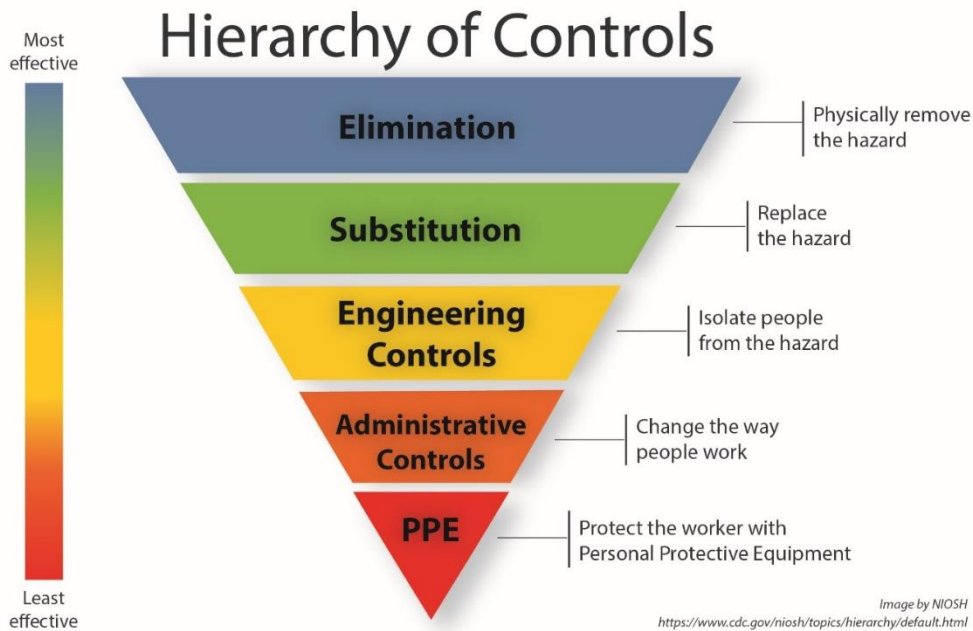 Hierarchy of Controls
Most
effective
Elimination
Physically remove
the hazard
Substitution
Replace
the hazard
Engineering
Controls
Isolate people
from the hazard
Administrative
Controls
Change the way
people work
PPE
Protect the worker with
Personal Protective Equipment
Least
effective
Image by NIOSH
https://www.cdc.gov/niosh/topics/hierarchy/default.html